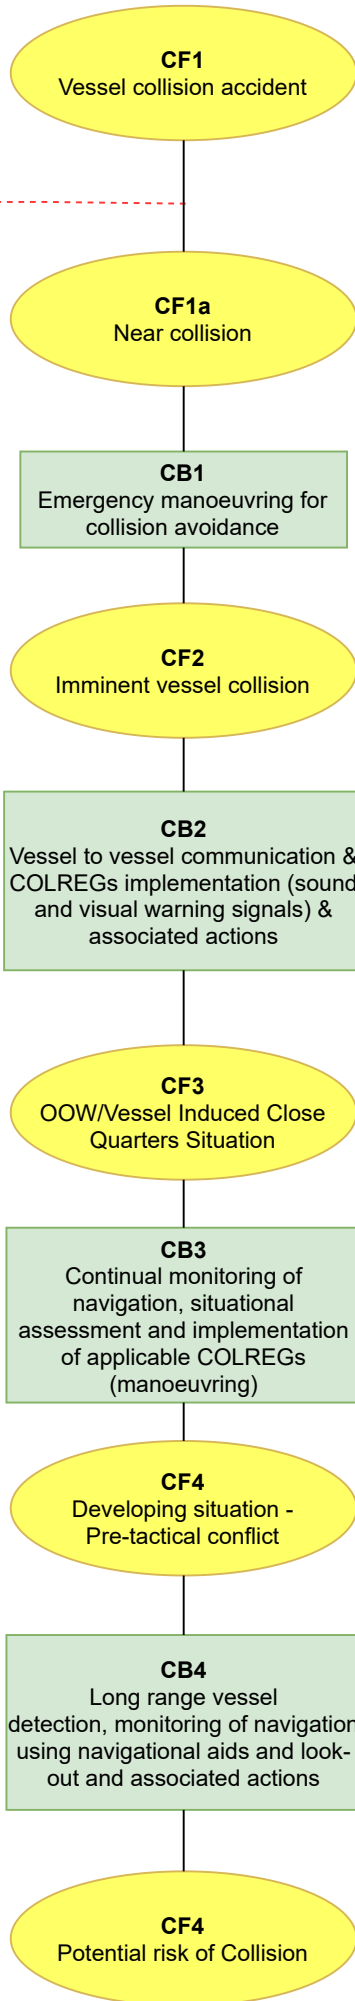 CF1
Vessel collision accident
CF1a
Near collision
CB1
Emergency manoeuvring for
collision avoidance
CF2
Imminent vessel collision
CB2
Vessel to vessel communication &
COLREGs implementation (sound
and visual warning signals) &
associated actions
CF3
OOW/Vessel Induced Close
Quarters Situation
CB3
Continual monitoring of
navigation, situational
assessment and implementation
of applicable COLREGs
(manoeuvring)
CF4
Developing situation -
Pre-tactical conflict
CB4
Long range vessel
detection, monitoring of navigation
using navigational aids and look-
out and associated actions
CF4
Potential risk of Collision